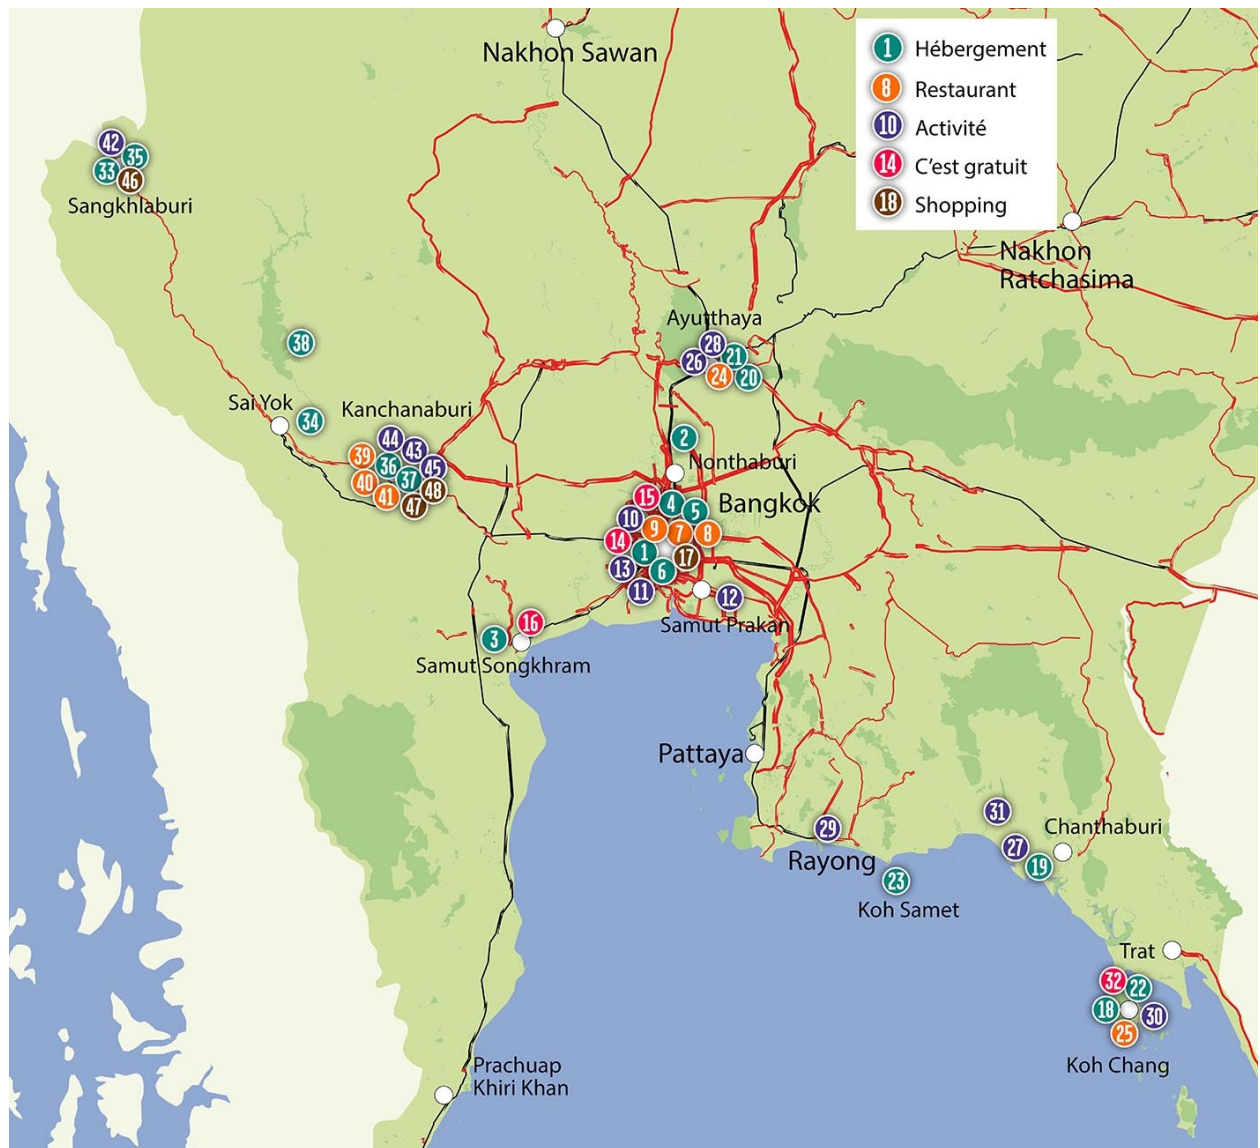 Nakhon Sawan
1 Hébergement
8 Restaurant
10 Activité
14 C'est gratuit
18 Shopping
42
35
33
46
Sangkhlaburi
Nakhon
Ratchasima
Ayutthaya
28
26
21
24
20
38
Sai Yok
34
Kanchanaburi
44
43
39
36
45
37
40
48
41
47
2
Nonthaburi
Bangkok
15
4
5
10
9
7
8
14
1
17
13
6
11
12
Samut Prakan
16
3
Samut Songkhram
Pattaya
29
Rayong
31
Chanthaburi
27
19
23
Koh Samet
Trat
32
22
18
30
25
Koh Chang
Prachuap
Khiri Khan